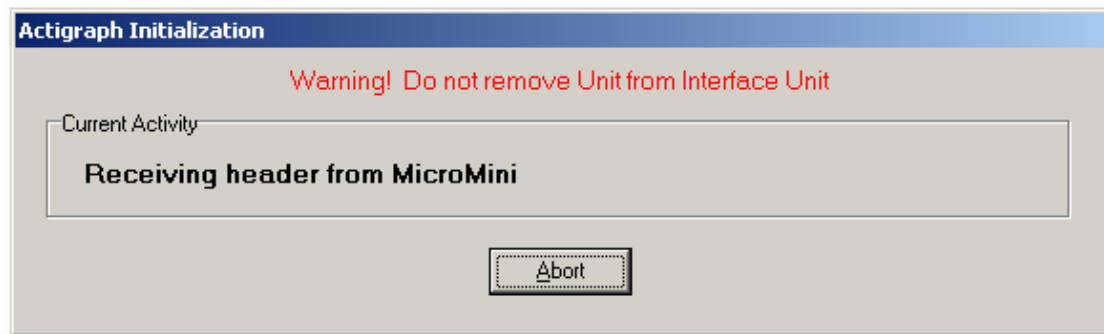 Actigraph Initialization
Warning! Do not remove Unit from Interface Unit
Current Activity
Receiving header from MicroMini
Abort